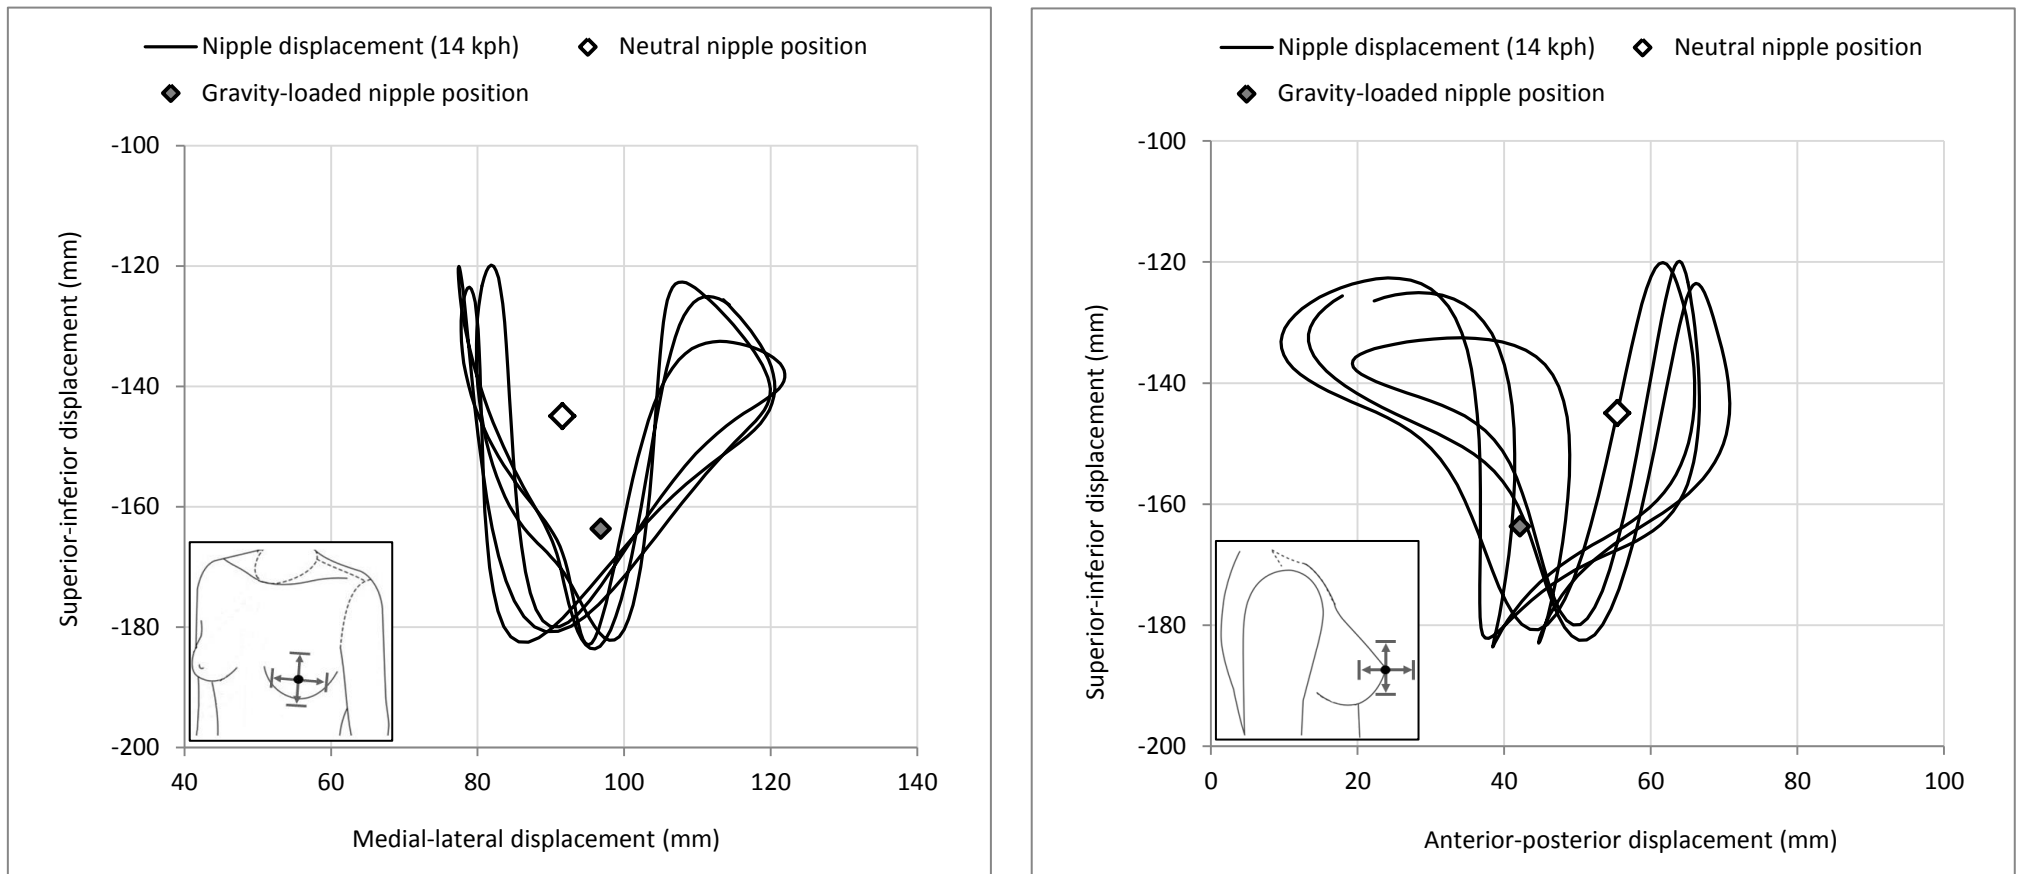 Nipple displacement (14 kph) Neutral nipple position
Gravity-loaded nipple position
-100
-120
-140
-160
-180
-200
40 60 80 100 120 140
Superior-inferior displacement (mm)
Medial-lateral displacement (mm)
Nipple displacement (14 kph) Neutral nipple position
Gravity-loaded nipple position
-100
-120
-140
-160
-180
-200
0 20 40 60 80 100
Superior-inferior displacement (mm)
Anterior-posterior displacement (mm)